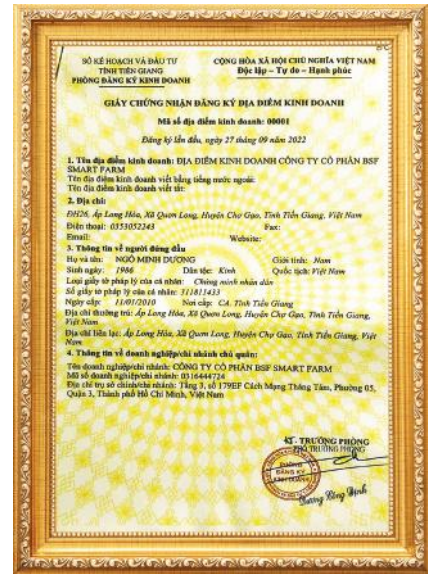 SỞ KẾ HOẠCH VÀ ĐẦU TƯ
TỈNH TIỀN GIANG
PHÒNG ĐĂNG KÝ KINH DOANH
CỘNG HÒA XÃ HỘI CHỦ NGHĨA VIỆT NAM
Độc lập – Tự do – Hạnh phúc
GIẤY CHỨNG NHẬN ĐĂNG KÝ ĐỊA ĐIỂM KINH DOANH
Mã số địa điểm kinh doanh: 00001
Đăng ký lần đầu, ngày 27 tháng 09 năm 2022
1. Tên địa điểm kinh doanh: ĐỊA ĐIỂM KINH DOANH CÔNG TY CỔ PHẦN BSF
SMART FARM
Tên địa điểm kinh doanh viết bằng tiếng nước ngoài:
Tên địa điểm kinh doanh viết tắt:
2. Địa chỉ:
ĐH26, Ấp Long Hòa, Xã Quơn Long, Huyện Chợ Gạo, Tỉnh Tiền Giang, Việt Nam
Điện thoại: 0353052243 Fax:
Email: Website:
3. Thông tin về người đứng đầu
Họ và tên: NGÔ MINH DƯƠNG Giới tính: Nam
Sinh ngày: 1986 Dân tộc: Kinh Quốc tịch: Việt Nam
Loại giấy tờ pháp lý của cá nhân: Chứng minh nhân dân
Số giấy tờ pháp lý của cá nhân: 311811433
Ngày cấp: 11/01/2010 Nơi cấp: CA. Tỉnh Tiền Giang
Địa chỉ thường trú: Ấp Long Hòa, Xã Quơn Long, Huyện Chợ Gạo, Tỉnh Tiền Giang,
Việt Nam
Địa chỉ liên lạc: Ấp Long Hòa, Xã Quơn Long, Huyện Chợ Gạo, Tỉnh Tiền Giang, Việt
Nam
4. Thông tin về doanh nghiệp/chi nhánh chủ quản:
Tên doanh nghiệp/chi nhánh: CÔNG TY CỔ PHẦN BSF SMART FARM
Mã số doanh nghiệp/chi nhánh: 0316444724
Địa chỉ trụ sở chính/chi nhánh: Tầng 3, số 179EF Cách Mạng Tháng Tám, Phường 05,
Quận 3, Thành phố Hồ Chí Minh, Việt Nam
KT. TRƯỞNG PHÒNG
PHÓ TRƯỞNG PHÒNG
PHÒNG
ĐĂNG KÝ
KINH DOANH